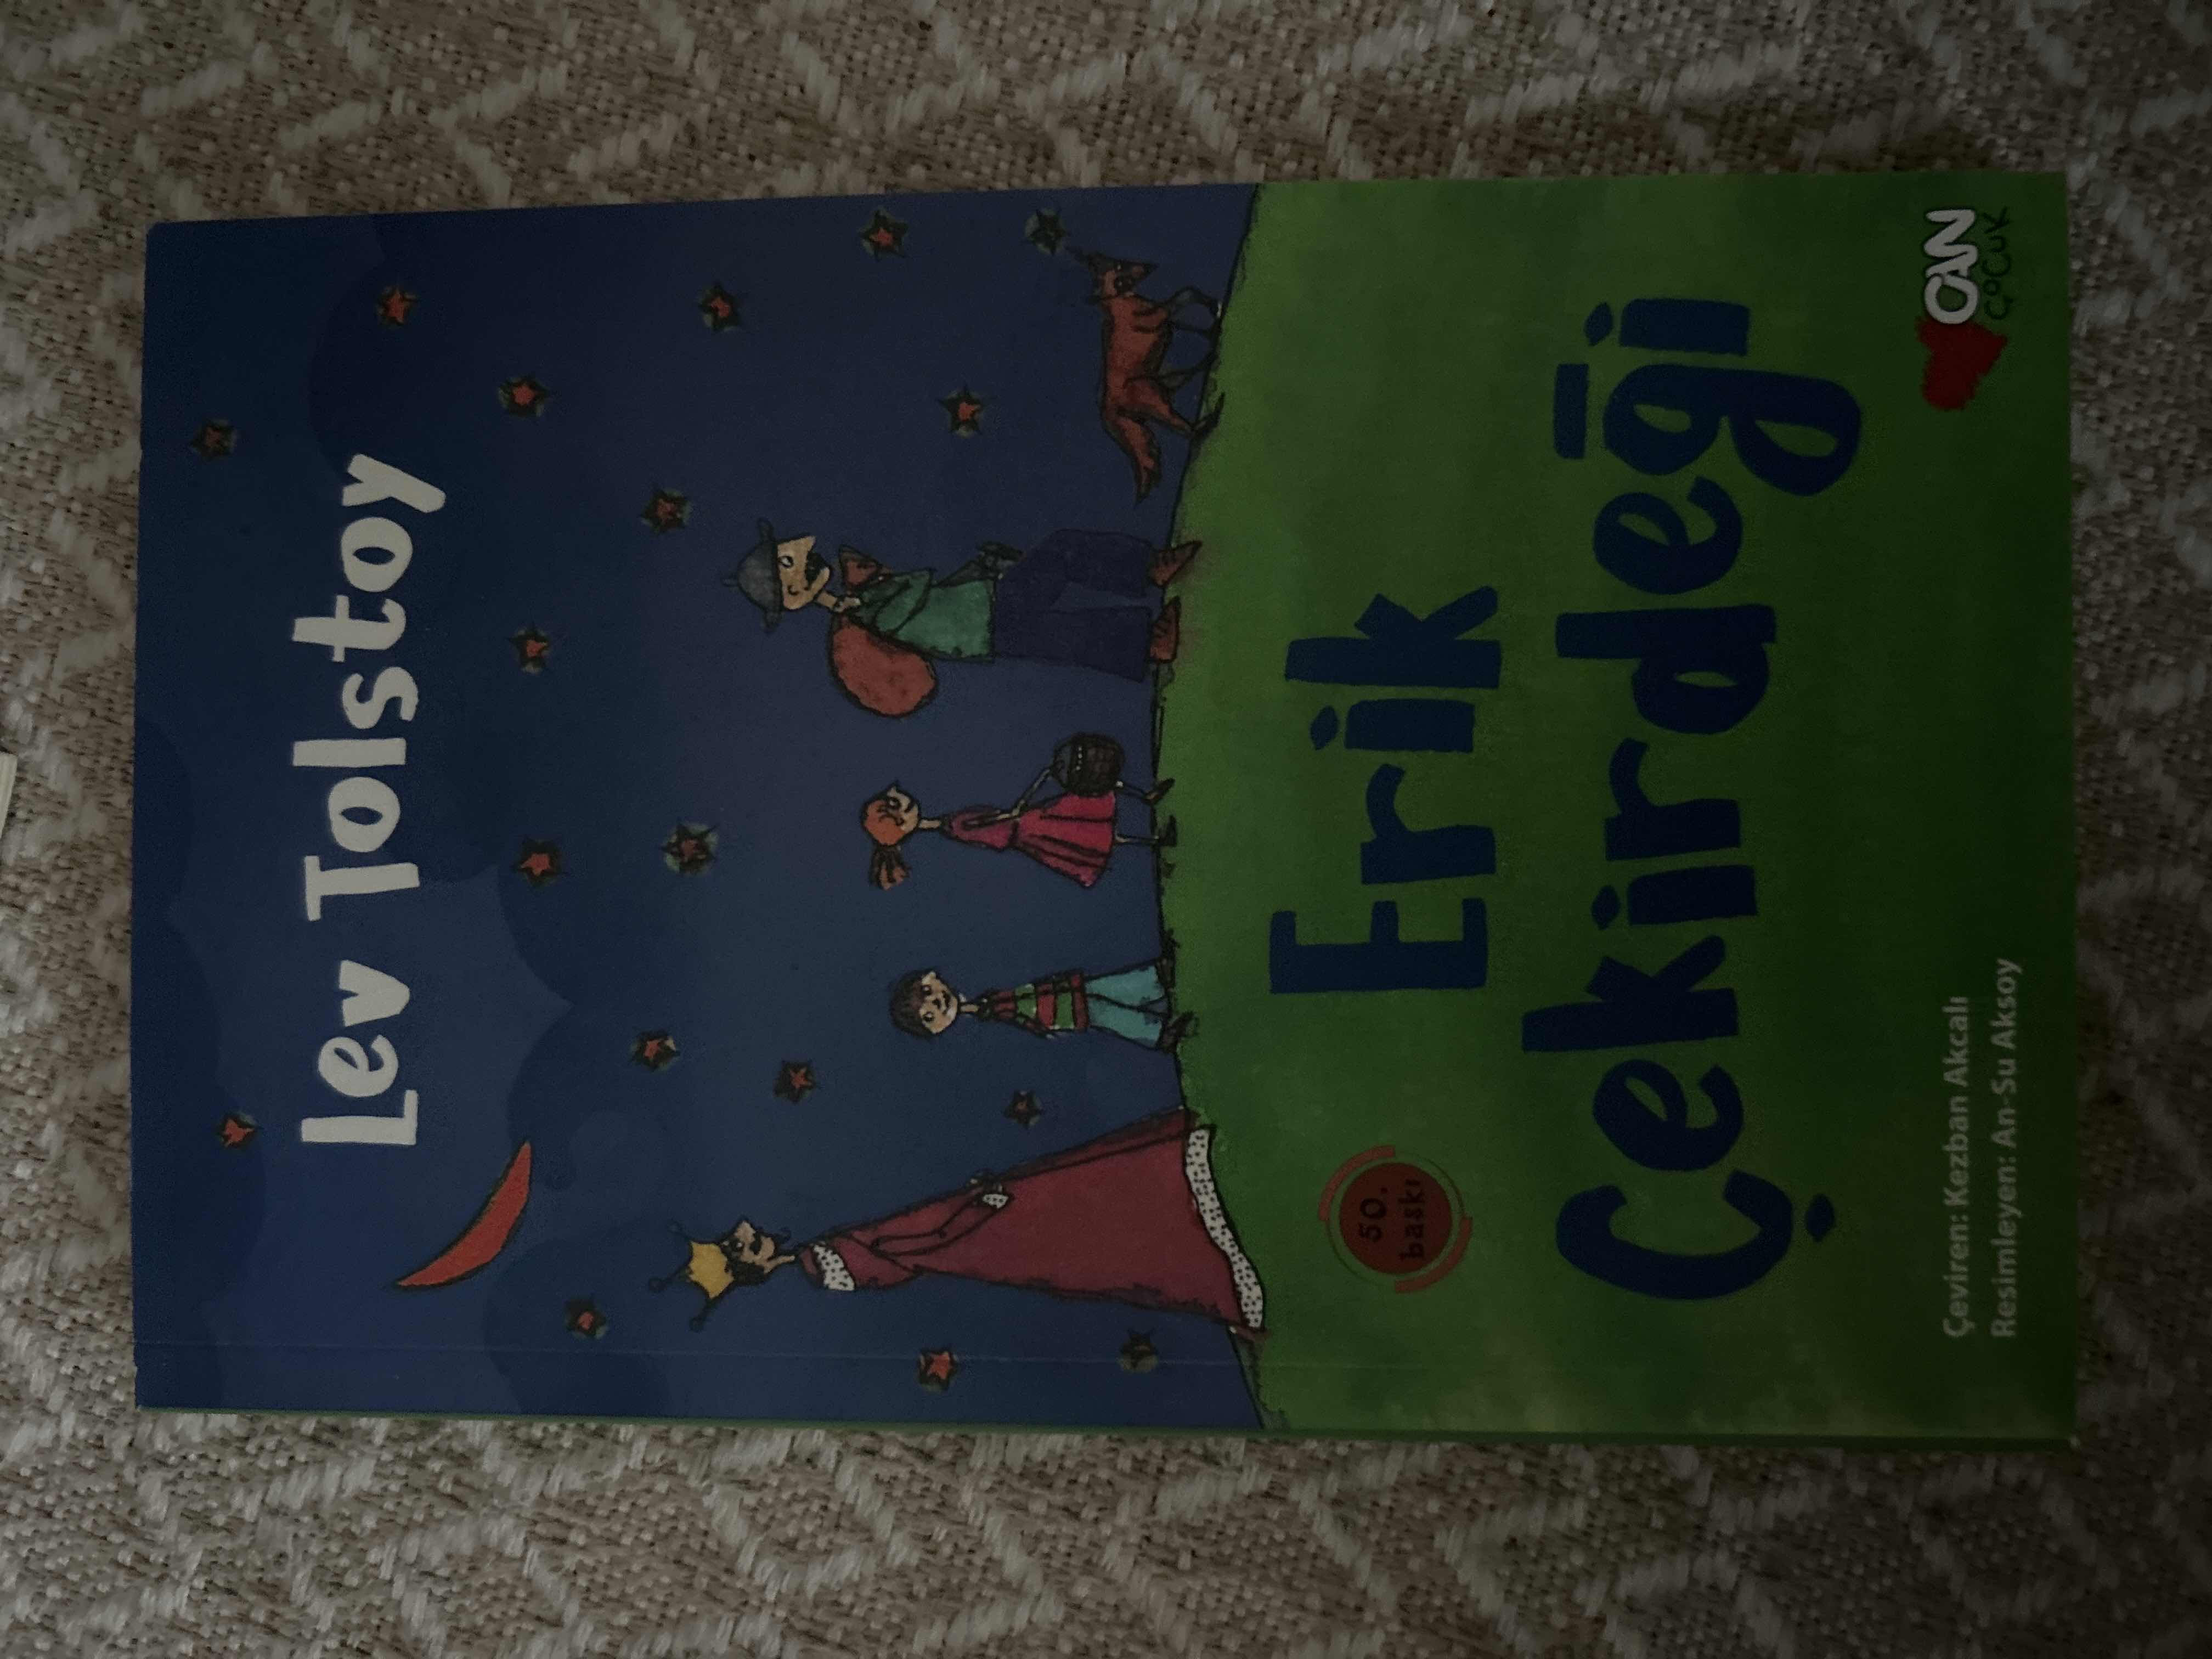 Lev Tolstoy
50.
baskı
Erik
Çekirdeği
Çeviren: Kezban Akcalı
Resimleyen: An-Su Aksoy
CAN
ÇOCUK